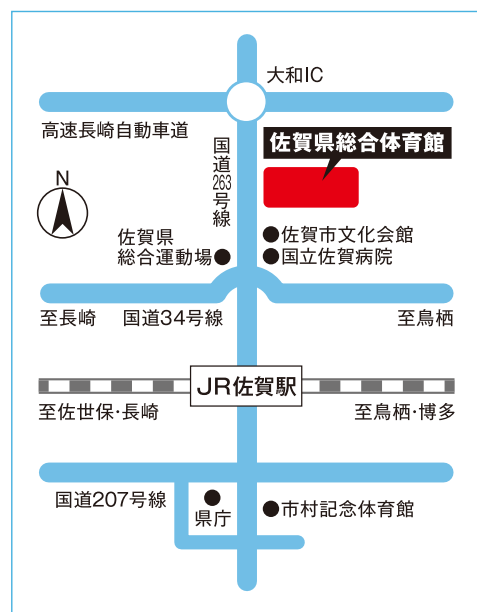 大和IC
高速長崎自動車道
佐賀県総合体育館
国道263号線
N
佐賀市文化会館
佐賀県
総合運動場
国立佐賀病院
至長崎
国道34号線
至鳥栖
JR佐賀駅
至佐世保・長崎
至鳥栖・博多
国道207号線
県庁
市村記念体育館